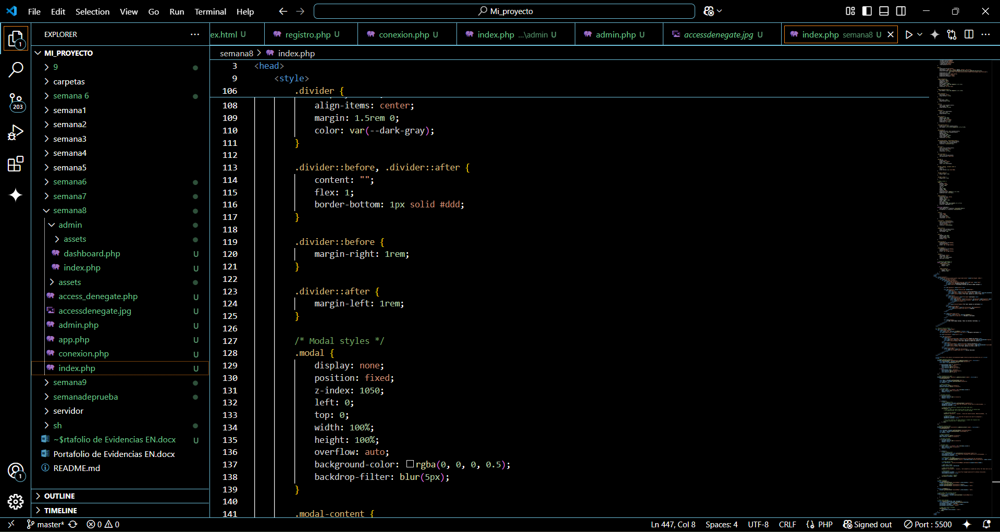 File Edit Selection View Go Run Terminal Help
Mi_proyecto
EXPLORER
ex.html U
registro.php U
conexion.php U
index.php ...\admin U
admin.php U
accessdenegate.jpg U
index.php semana8 U
1
203
1
MI_PROYECTO
9
carpetas
semana 6
semana1
semana2
semana3
semana4
semana5
semana6
semana7
semana8
admin
assets
dashboard.php U
index.php U
assets
access_denegate.php U
accessdenegate.jpg U
admin.php U
app.php U
conexion.php U
index.php U
semana9
semanadeprueba
servidor
sh
~$rtafolio de Evidencias EN.docx U
Portafolio de Evidencias EN.docx
README.md
OUTLINE
TIMELINE
semana8 > index.php
3 <head>
9 <style>
106 .divider {
108 align-items: center;
109 margin: 1.5rem 0;
110 color: var(--dark-gray);
111 }
112
113 .divider::before, .divider::after {
114 content: "";
115 flex: 1;
116 border-bottom: 1px solid #ddd;
117 }
118
119 .divider::before {
120 margin-right: 1rem;
121 }
122
123 .divider::after {
124 margin-left: 1rem;
125 }
126
127 /* Modal styles */
128 .modal {
129 display: none;
130 position: fixed;
131 z-index: 1050;
132 left: 0;
133 top: 0;
134 width: 100%;
135 height: 100%;
136 overflow: auto;
137 background-color: rgba(0, 0, 0, 0.5);
138 backdrop-filter: blur(5px);
139 }
140
141 .modal-content {
master* 0 0
Ln 447, Col 8 Spaces: 4 UTF-8 CRLF PHP Signed out Port : 5500